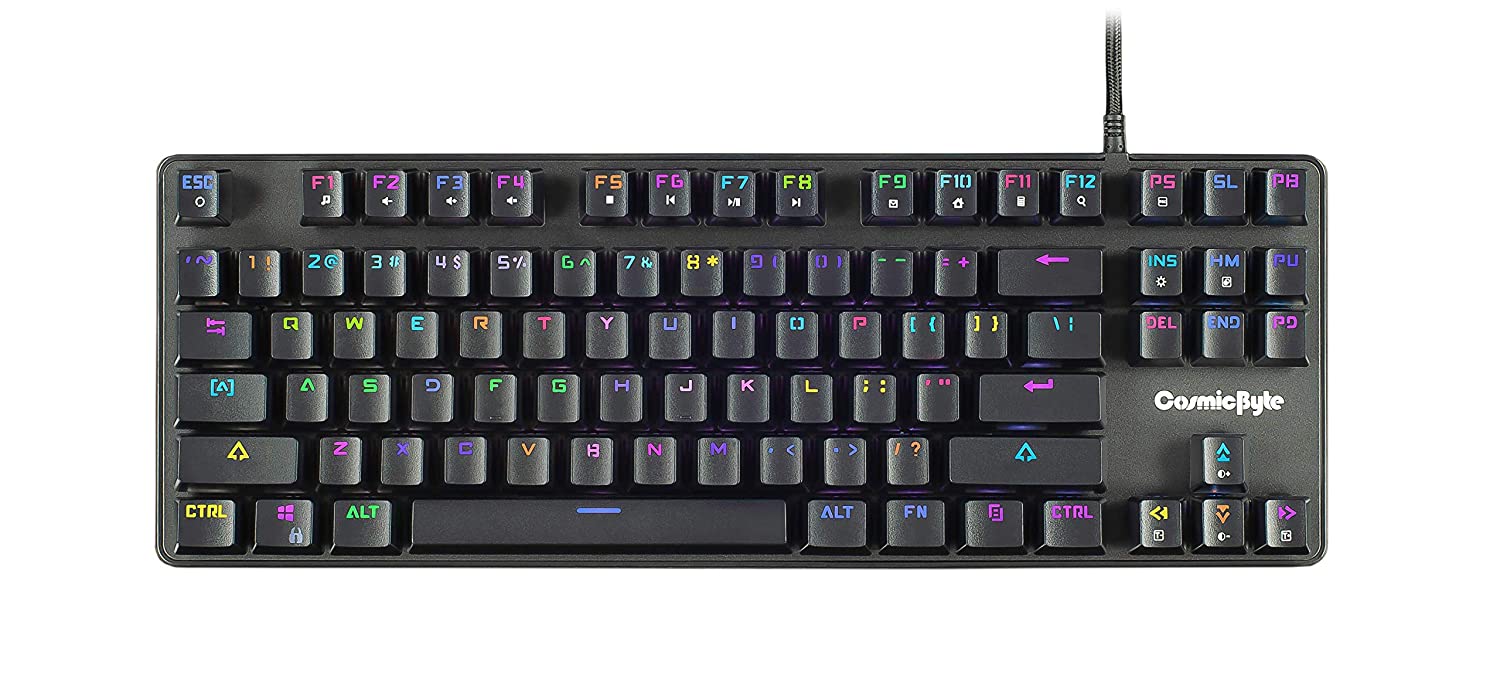 ESC F1 F2 F3 F4 F5 F6 F7 F8 F9 F10 F11 F12 PS SL PB
'~ 1! 2@ 3# 4$ 5% 6^ 7& 8* 9( 0) -- =+ INS HM PU
Q W E R T Y U I O P [{ ]} \| DEL END PD
[A] A S D F G H J K L ;: '"
CosmicByte
Z X C V B N M .< .> /?
CTRL ALT ALT FN CTRL